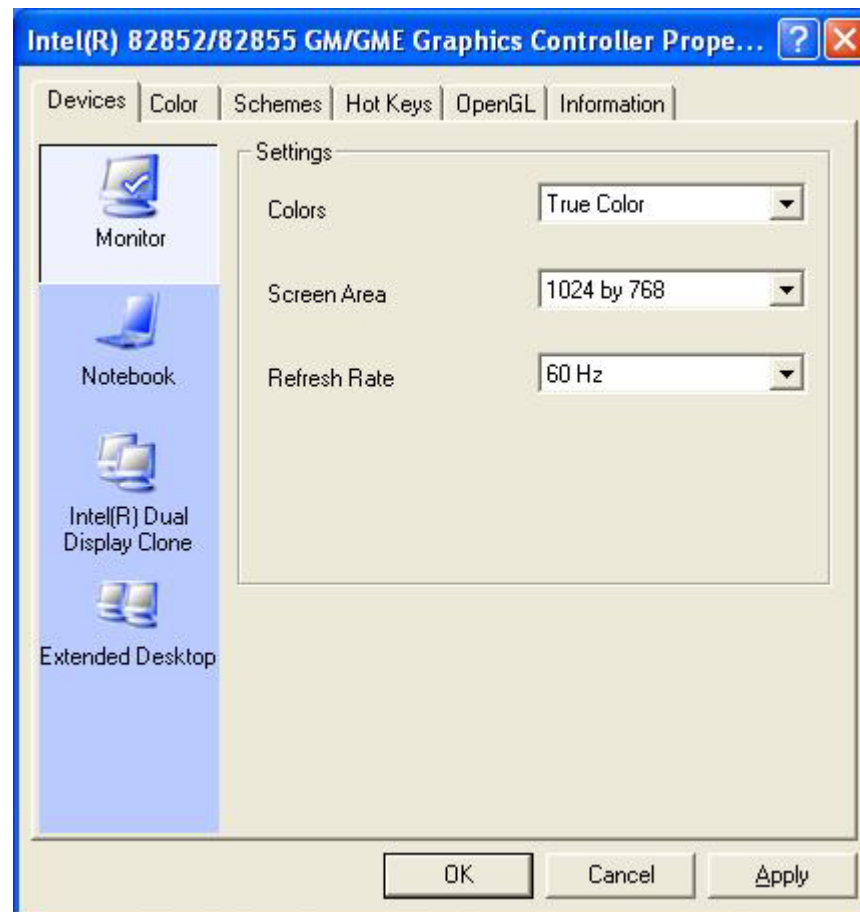 Intel(R) 82852/82855 GM/GME Graphics Controller Prope...
Devices
Color
Schemes
Hot Keys
OpenGL
Information
Monitor
Notebook
Intel(R) Dual
Display Clone
Extended Desktop
Settings
Colors
True Color
Screen Area
1024 by 768
Refresh Rate
60 Hz
OK
Cancel
Apply